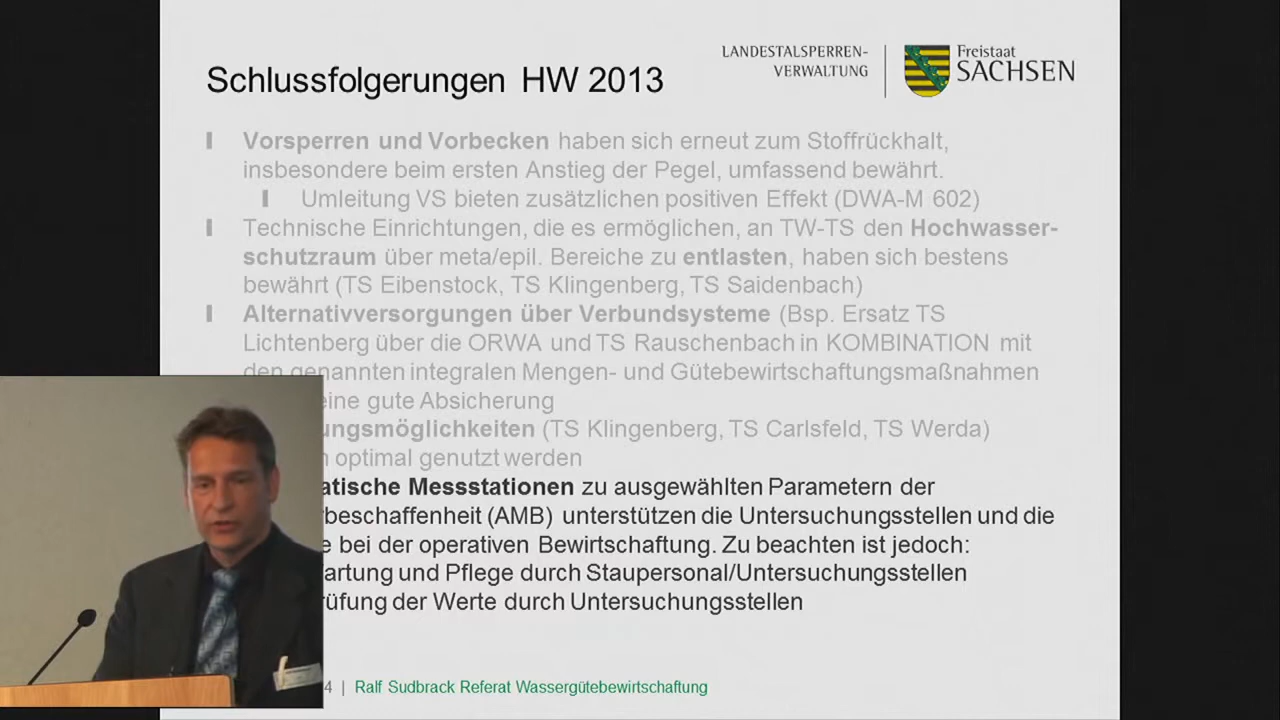 LANDESTALSPERREN-
VERWALTUNG
Freistaat
SACHSEN
Schlussfolgerungen HW 2013
Vorsperren und Vorbecken haben sich erneut zum Stoffrückhalt,
insbesondere beim ersten Anstieg der Pegel, umfassend bewährt.
Umleitung VS bieten zusätzlichen positiven Effekt (DWA-M 602)
Technische Einrichtungen, die es ermöglichen, an TW-TS den Hochwasser-
schutzraum über meta/epil. Bereiche zu entlasten, haben sich bestens
bewährt (TS Eibenstock, TS Klingenberg, TS Saidenbach)
Alternativversorgungen über Verbundsysteme (Bsp. Ersatz TS
Lichtenberg über die ORWA und TS Rauschenbach in KOMBINATION mit
den genannten integralen Mengen- und Gütebewirtschaftungsmaßnahmen
eine gute Absicherung
ungsmöglichkeiten (TS Klingenberg, TS Carlsfeld, TS Werda)
optimal genutzt werden
atische Messstationen zu ausgewählten Parametern der
rbeschaffenheit (AMB) unterstützen die Untersuchungsstellen und die
e bei der operativen Bewirtschaftung. Zu beachten ist jedoch:
artung und Pflege durch Staupersonal/Untersuchungsstellen
rüfung der Werte durch Untersuchungsstellen
4 | Ralf Sudbrack Referat Wassergütebewirtschaftung